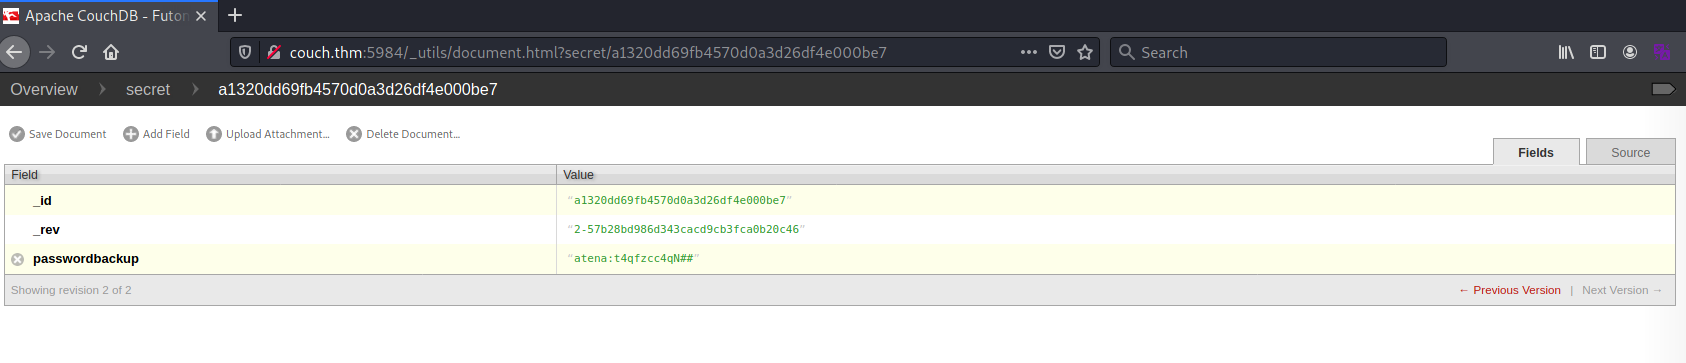 Apache CouchDB - Futon
couch.thm:5984/_utils/document.html?secret/a1320dd69fb4570d0a3d26df4e000be7
Search
Overview secret a1320dd69fb4570d0a3d26df4e000be7
Save Document Add Field Upload Attachment… Delete Document…
Fields Source
Field Value
_id "a1320dd69fb4570d0a3d26df4e000be7"
_rev "2-57b28bd986d343cacd9cb3fca0b20c46"
passwordbackup "atena:t4qfzcc4qN##"
Showing revision 2 of 2 ← Previous Version | Next Version →